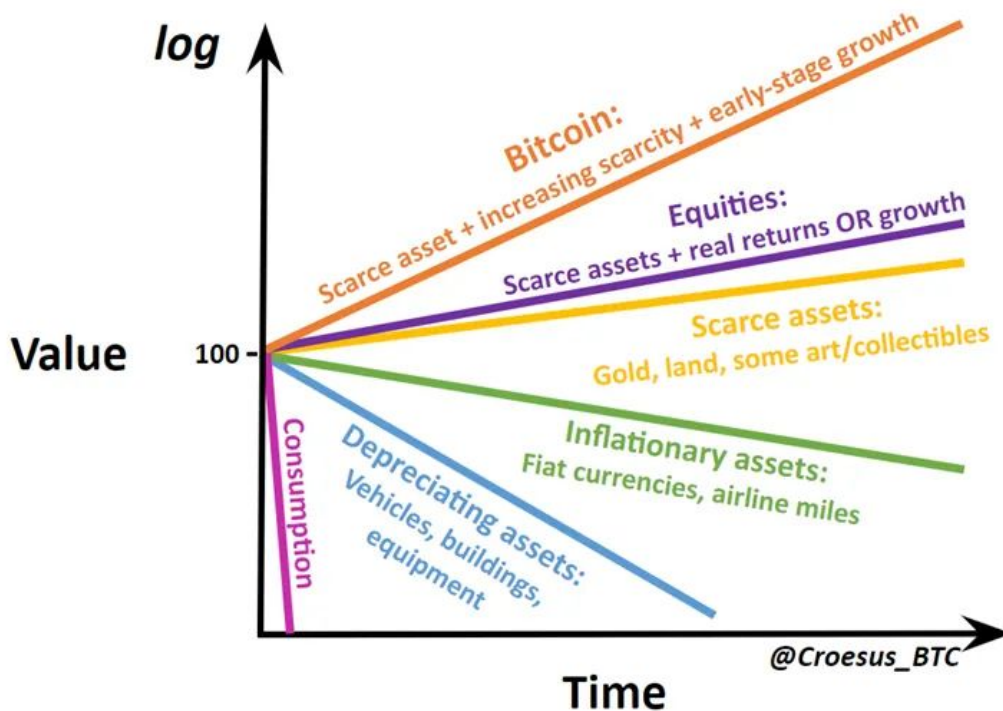 log
Bitcoin:
Scarce asset + increasing scarcity + early-stage growth
Equities:
Scarce assets + real returns OR growth
Scarce assets:
Gold, land, some art/collectibles
Value
100
Inflationary assets:
Fiat currencies, airline miles
Depreciating assets:
Vehicles, buildings,
equipment
Consumption
@Croesus_BTC
Time